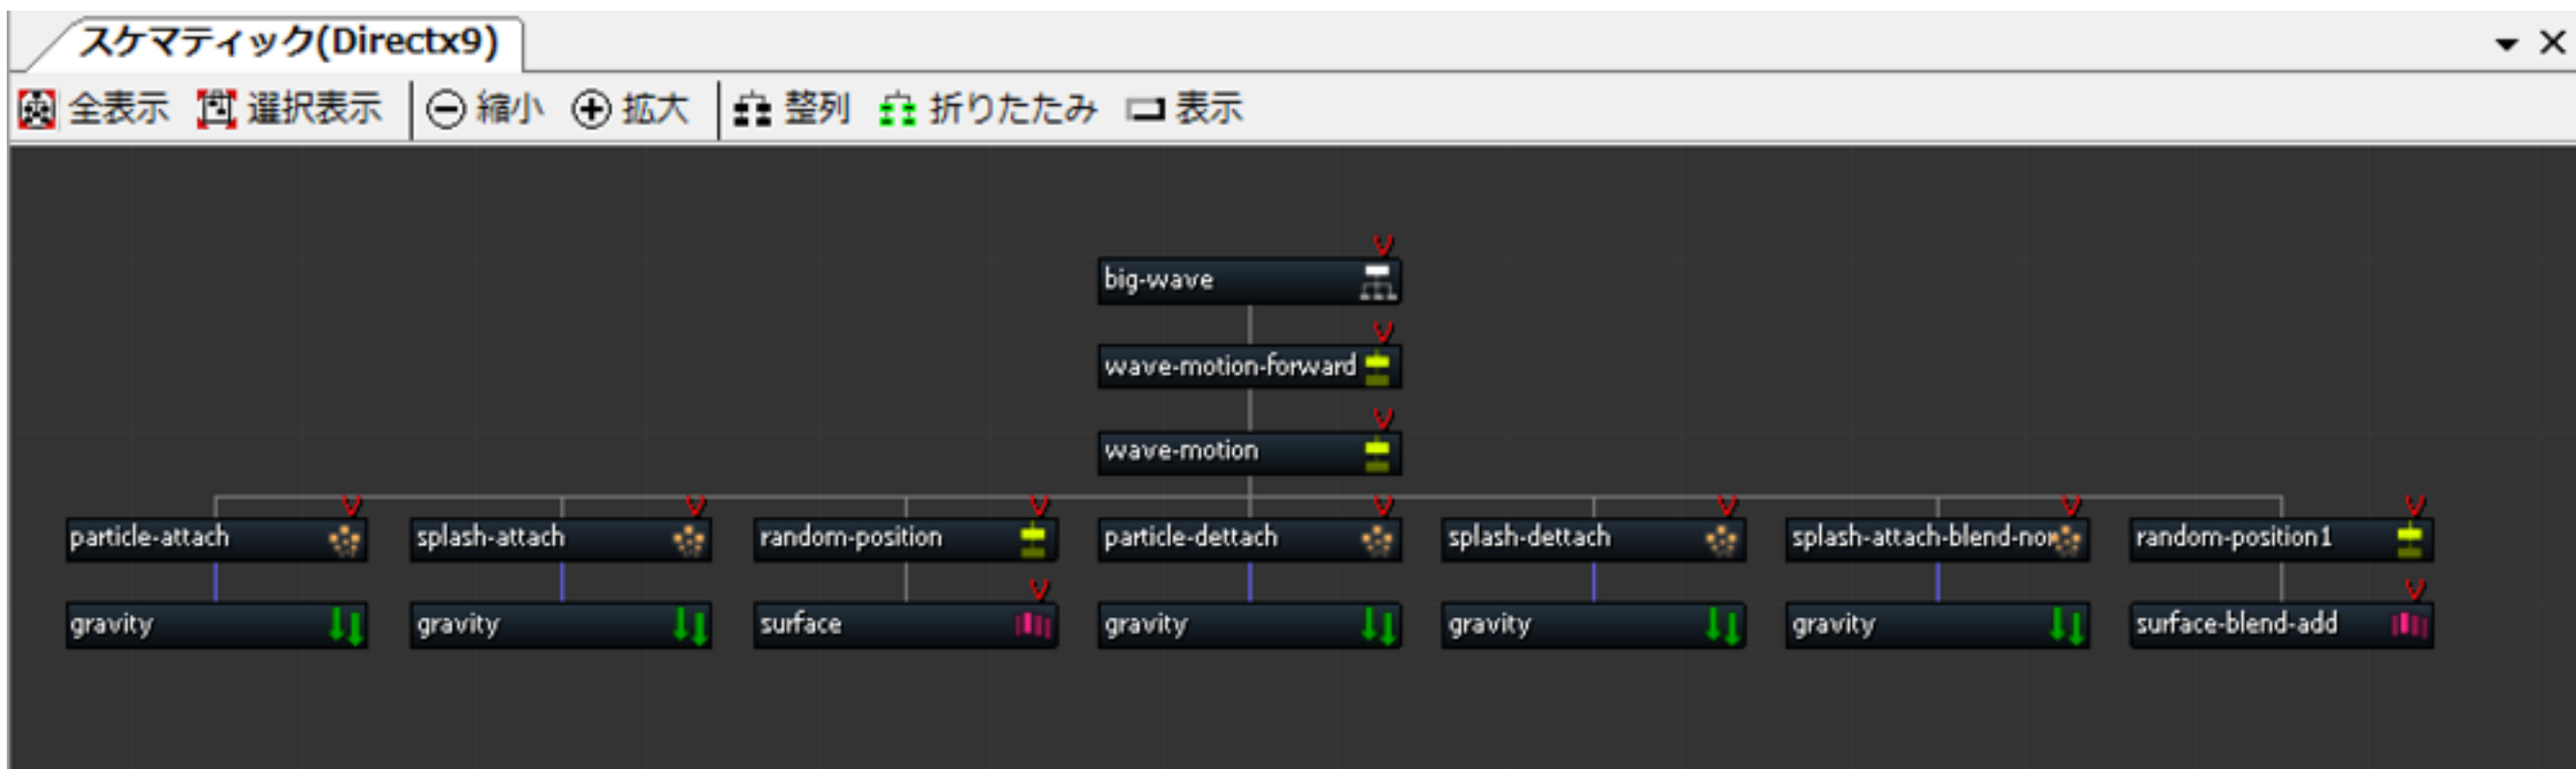 スケマティック(Directx9)
全表示 選択表示 縮小 拡大 整列 折りたたみ 表示
big-wave
wave-motion-forward
wave-motion
particle-attach splash-attach random-position particle-dettach splash-dettach splash-attach-blend-nor random-position1
gravity gravity surface gravity gravity gravity surface-blend-add